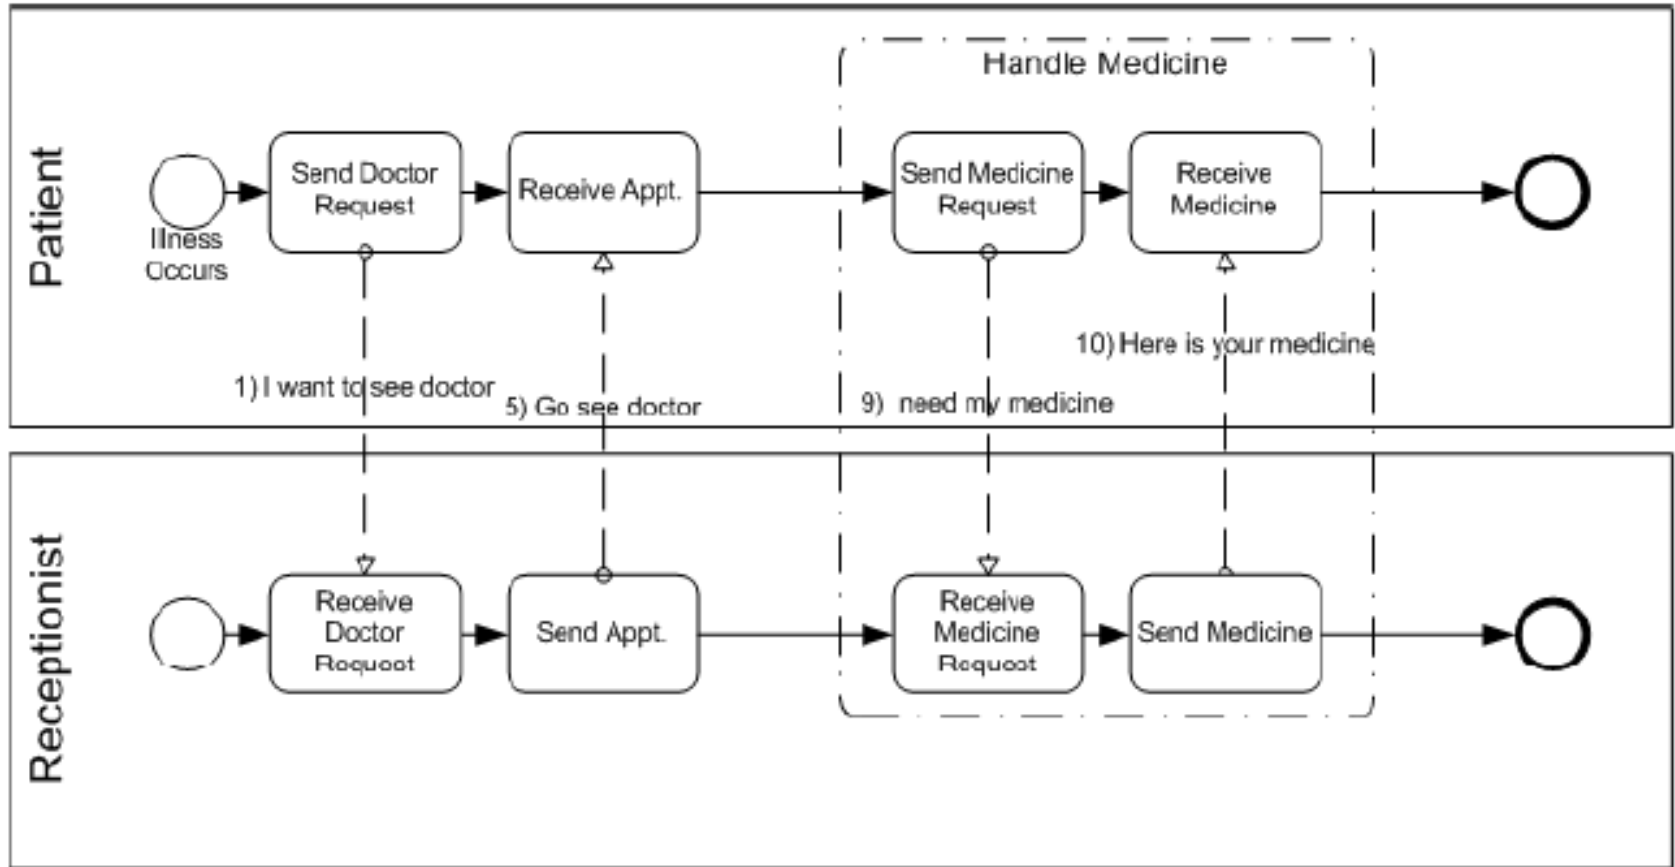 Handle Medicine
Patient
Illness
Occurs
Send Doctor
Request
Receive Appt.
Send Medicine
Request
Receive
Medicine
1) I want to see doctor
5) Go see doctor
9) need my medicine
10) Here is your medicine
Receptionist
Receive
Doctor
Request
Send Appt.
Receive
Medicine
Request
Send Medicine